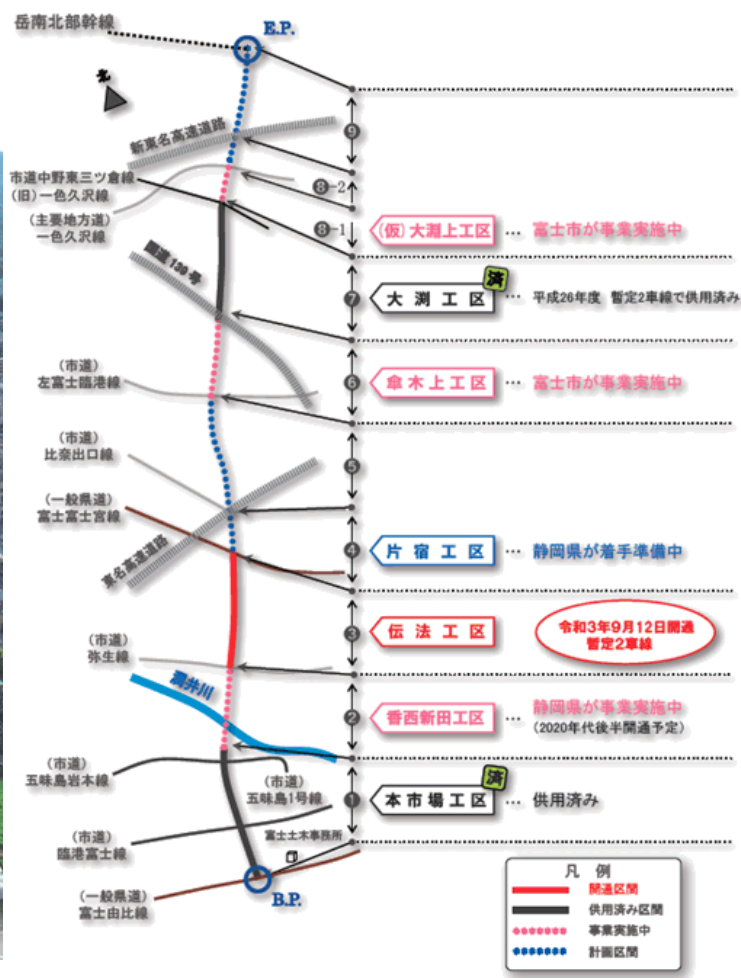 岳南北部幹線
E.P.
北
新東名高速道路
⑨
市道中野東三ツ倉線
(旧)一色久沢線
⑧-2
(主要地方道)
一色久沢線
⑧-1
(仮)大淵上工区 … 富士市が事業実施中
国道139号
済
⑦
大渕工区 … 平成26年度 暫定2車線で供用済み
(市道)
左富士臨港線
⑥
傘木上工区 … 富士市が事業実施中
(市道)
比奈出口線
⑤
(一般県道)
富士富士宮線
東名高速道路
④
片宿工区 … 静岡県が着手準備中
③
伝法工区
令和3年9月12日開通
暫定2車線
(市道)
弥生線
潤井川
②
香西新田工区 … 静岡県が事業実施中
(2020年代後半開通予定)
(市道)
五味島岩本線
(市道)
五味島1号線
済
①
本市場工区 … 供用済み
(市道)
臨港富士線
富士土木事務所
(一般県道)
富士由比線
B.P.
凡 例
開通区間
供用済み区間
事業実施中
計画区間